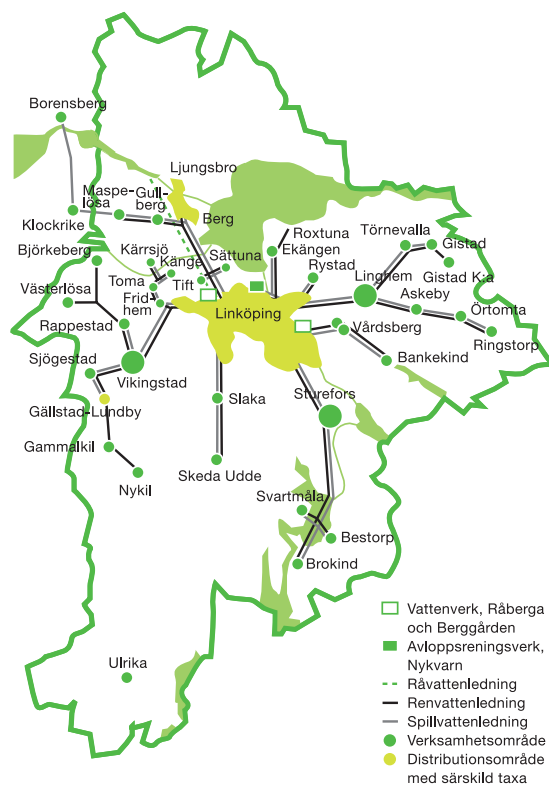 Borensberg
Ljungsbro
Maspe-
lösa
Gull-
berg
Berg
Klockrike
Roxtuna
Ekängen
Törnevalla
Gistad
Björkeberg
Kärrsjö
Känge
Sättuna
Rystad
Linghem
Gistad K:a
Västerlösa
Toma
Tift
Frid
hem
Linköping
Askeby
Örtomta
Rappestad
Vårdsberg
Ringstorp
Sjögestad
Vikingstad
Bankekind
Gällstad-Lundby
Slaka
Sturefors
Gammalkil
Nykil
Skeda Udde
Svartmåla
Bestorp
Brokind
Ulrika
Vattenverk, Råberga
och Berggården
Avloppsreningsverk,
Nykvarn
Råvattenledning
Renvattenledning
Spillvattenledning
Verksamhetsområde
Distributionsområde
med särskild taxa